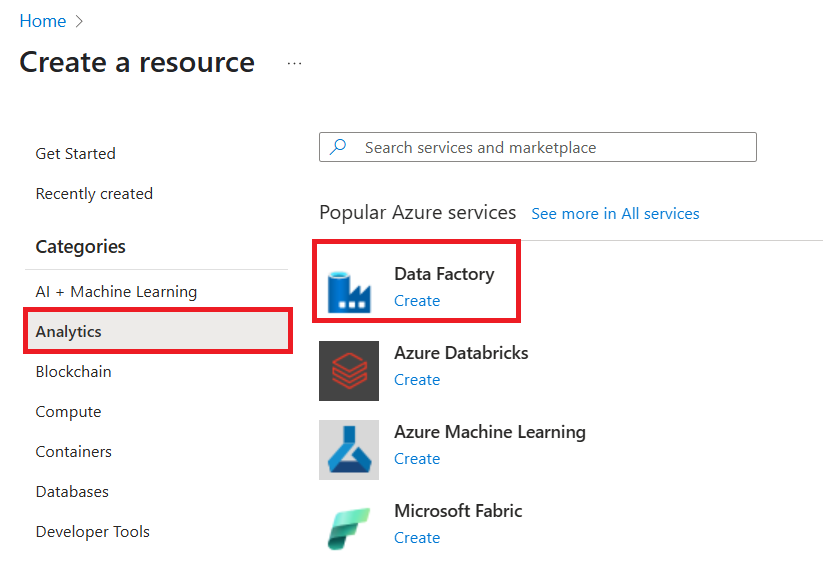 Home
Create a resource
Get Started
Recently created
Categories
AI + Machine Learning
Analytics
Blockchain
Compute
Containers
Databases
Developer Tools
Search services and marketplace
Popular Azure services See more in All services
Data Factory
Create
Azure Databricks
Create
Azure Machine Learning
Create
Microsoft Fabric
Create